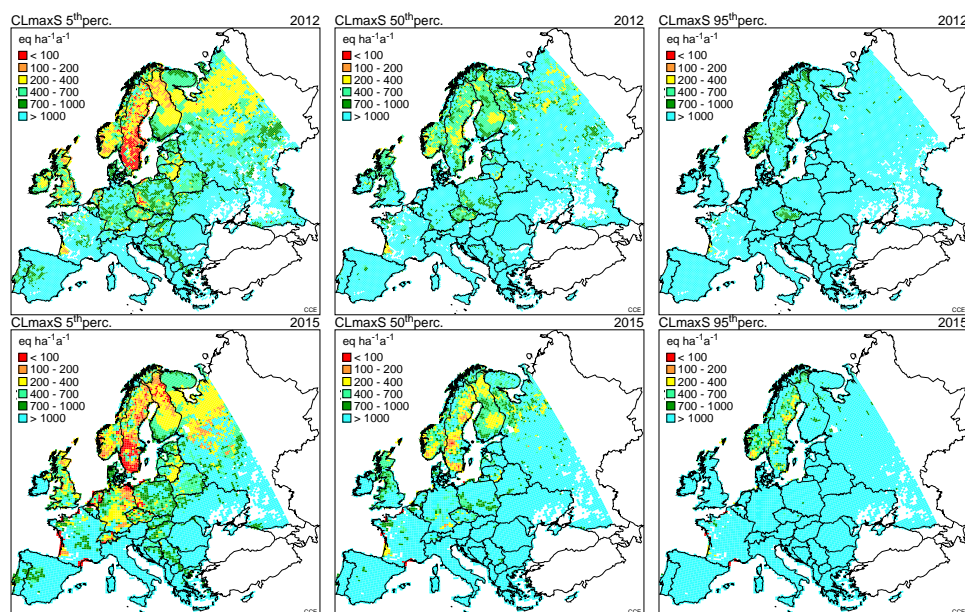 CLmaxS 5thperc. 2012
eq ha-1a-1
< 100
100 - 200
200 - 400
400 - 700
700 - 1000
> 1000
CCE
CLmaxS 50thperc. 2012
eq ha-1a-1
< 100
100 - 200
200 - 400
400 - 700
700 - 1000
> 1000
CCE
CLmaxS 95thperc. 2012
eq ha-1a-1
< 100
100 - 200
200 - 400
400 - 700
700 - 1000
> 1000
CCE
CLmaxS 5thperc. 2015
eq ha-1a-1
< 100
100 - 200
200 - 400
400 - 700
700 - 1000
> 1000
CCE
CLmaxS 50thperc. 2015
eq ha-1a-1
< 100
100 - 200
200 - 400
400 - 700
700 - 1000
> 1000
CCE
CLmaxS 95thperc. 2015
eq ha-1a-1
< 100
100 - 200
200 - 400
400 - 700
700 - 1000
> 1000
CCE